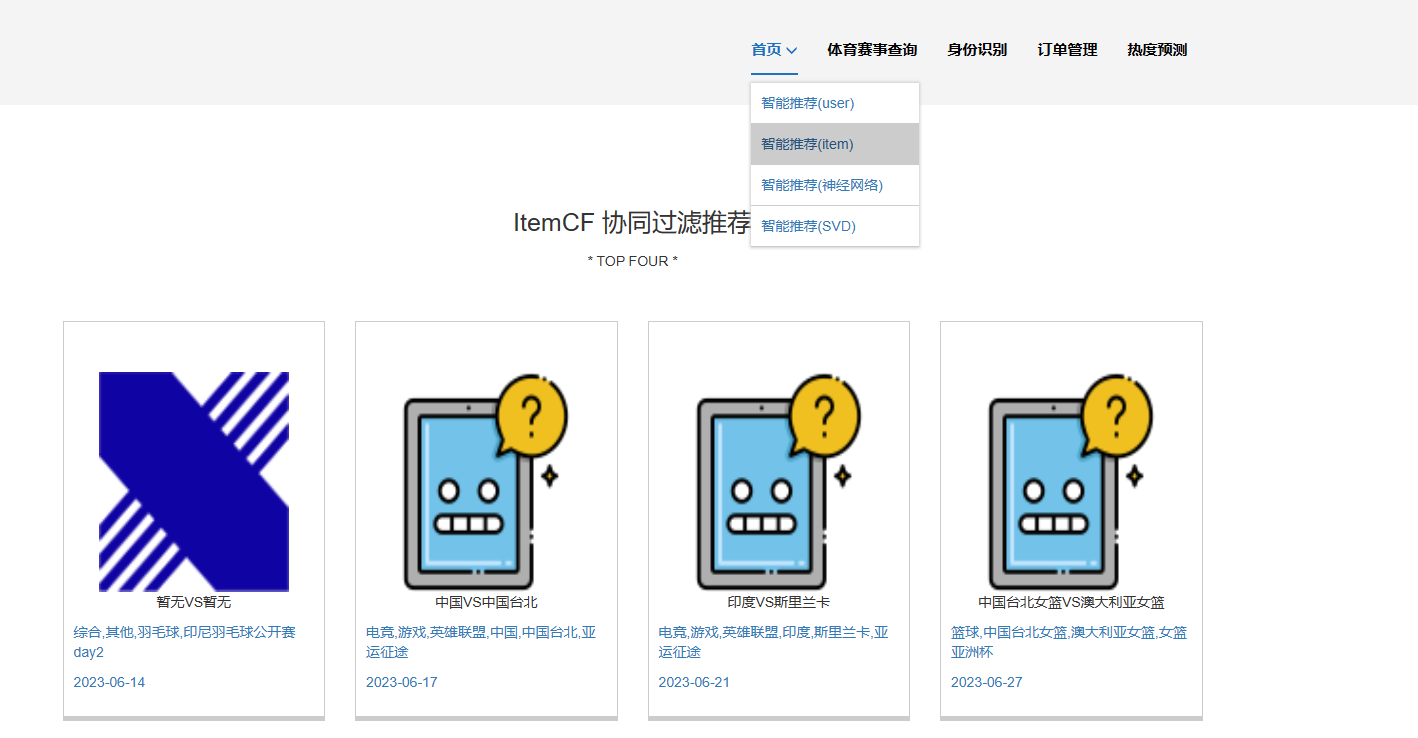 首页
体育赛事查询
身份识别
订单管理
热度预测
智能推荐(user)
智能推荐(item)
智能推荐(神经网络)
智能推荐(SVD)
ItemCF 协同过滤推荐
* TOP FOUR *
?
?
?
暂无VS暂无
综合,其他,羽毛球,印尼羽毛球公开赛
day2
2023-06-14
中国VS中国台北
电竞,游戏,英雄联盟,中国,中国台北,亚
运征途
2023-06-17
印度VS斯里兰卡
电竞,游戏,英雄联盟,印度,斯里兰卡,亚
运征途
2023-06-21
中国台北女篮VS澳大利亚女篮
篮球,中国台北女篮,澳大利亚女篮,女篮
亚洲杯
2023-06-27